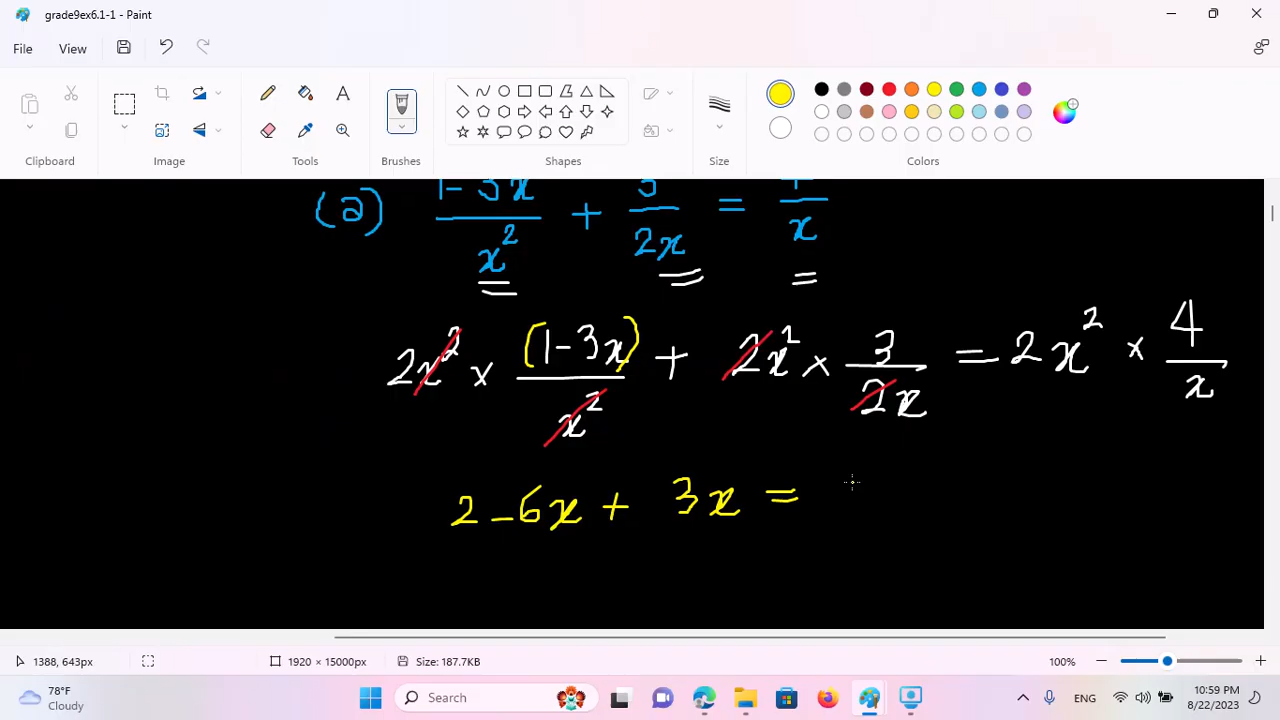 grade9ex6.1-1 - Paint
File View
Clipboard Image Tools Brushes Shapes Size Colors
(a) 1-3x/x² + 3/2x = /x
2x² × (1-3x)/x² + 2x² × 3/2x = 2x² × 4/x
2-6x + 3x =
1388, 643px 1920 × 15000px Size: 187.7KB 100%
78°F
Cloudy
Search
ENG
10:59 PM
8/22/2023